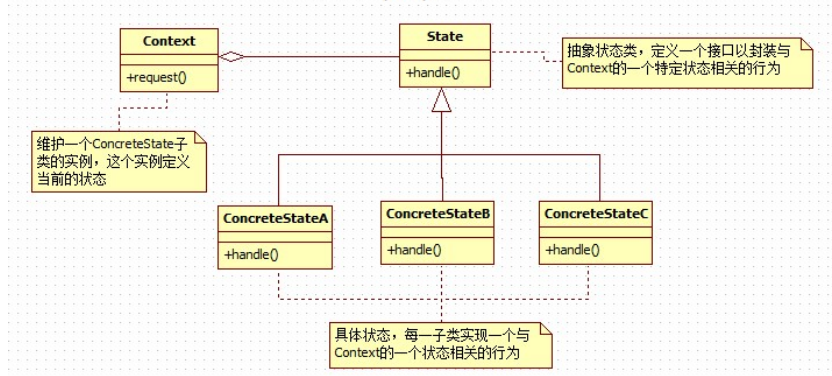 Context
+request()
State
+handle()
抽象状态类，定义一个接口以封装与
Context的一个特定状态相关的行为
维护一个ConcreteState子
类的实例，这个实例定义
当前的状态
ConcreteStateA
+handle()
ConcreteStateB
+handle()
ConcreteStateC
+handle()
具体状态，每一子类实现一个与
Context的一个状态相关的行为